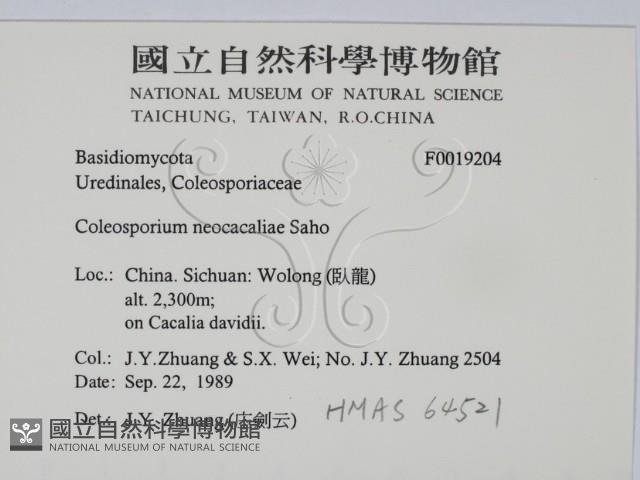 國立自然科學博物館
NATIONAL MUSEUM OF NATURAL SCIENCE
TAICHUNG, TAIWAN, R.O.CHINA
Basidiomycota F0019204
Uredinales, Coleosporiaceae
Coleosporium neocacaliae Saho
Loc.: China. Sichuan: Wolong (臥龍)
alt. 2,300m;
on Cacalia davidii.
Col.: J.Y.Zhuang & S.X. Wei; No. J.Y. Zhuang 2504
Date: Sep. 22, 1989
Det.: J.Y. Zhuang (庄劍云) HMAS 64521
國立自然科學博物館
NATIONAL MUSEUM OF NATURAL SCIENCE